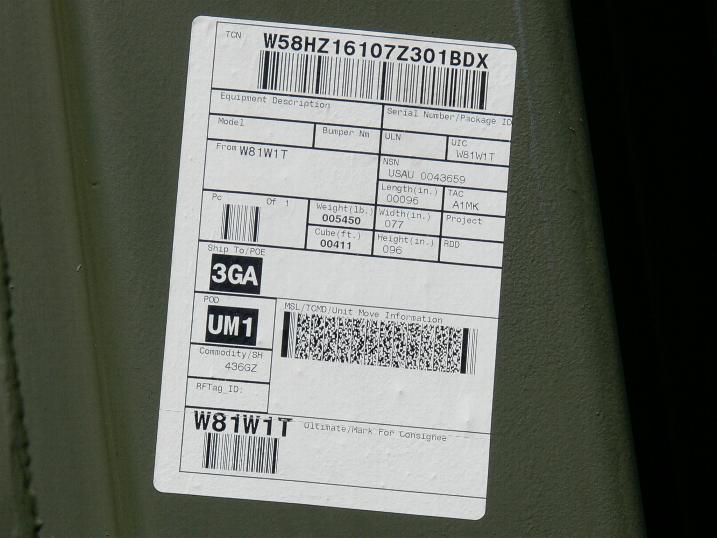 TCN
W58HZ16107Z301BDX
Equipment Description
Serial Number/Package ID
Model
Bumper Nm
ULN
UIC
W81W1T
From W81W1T
NSN
USAU 0043659
Length(in.)
00096
TAC
A1MK
Pc
Of 1
Weight(lb.)
005450
Width(in.)
077
Project
Cube(ft.)
00411
Height(in.)
096
RDD
Ship To/POE
3GA
POD
UM1
MSL/TCMD/Unit Move Information
Commodity/SH
436GZ
RFTag_ID:
W81W1T
Ultimate/Mark For Consignee